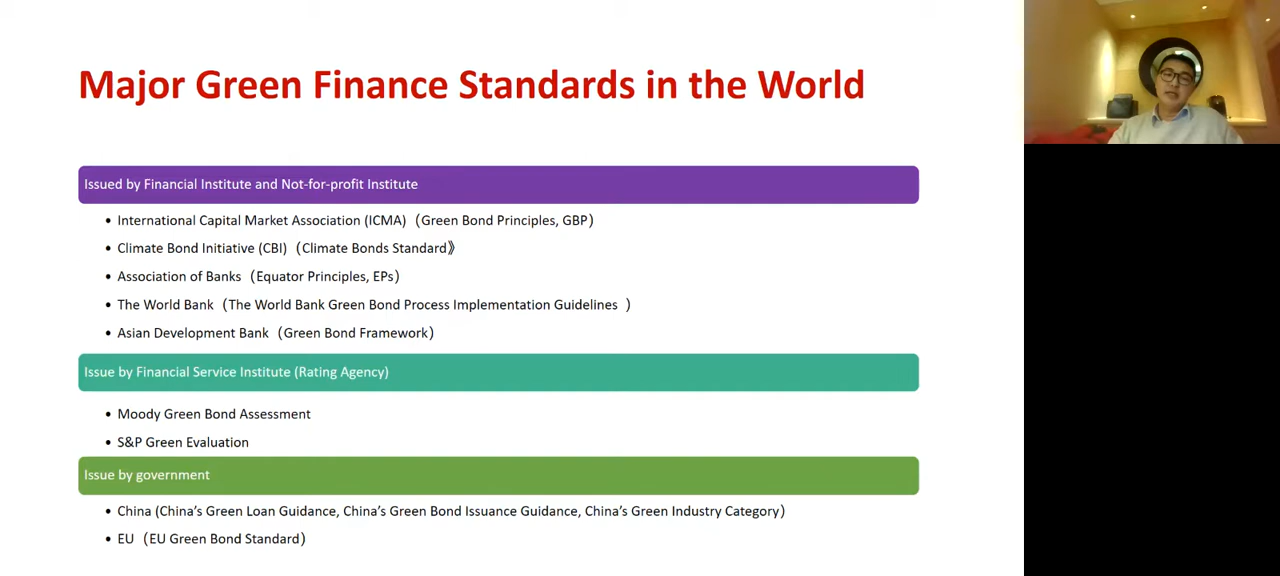 Major Green Finance Standards in the World
Issued by Financial Institute and Not-for-profit Institute
• International Capital Market Association (ICMA)（Green Bond Principles, GBP）
• Climate Bond Initiative (CBI)（Climate Bonds Standard》
• Association of Banks（Equator Principles, EPs）
• The World Bank（The World Bank Green Bond Process Implementation Guidelines ）
• Asian Development Bank（Green Bond Framework）
Issue by Financial Service Institute (Rating Agency)
• Moody Green Bond Assessment
• S&P Green Evaluation
Issue by government
• China (China’s Green Loan Guidance, China’s Green Bond Issuance Guidance, China’s Green Industry Category）
• EU（EU Green Bond Standard）